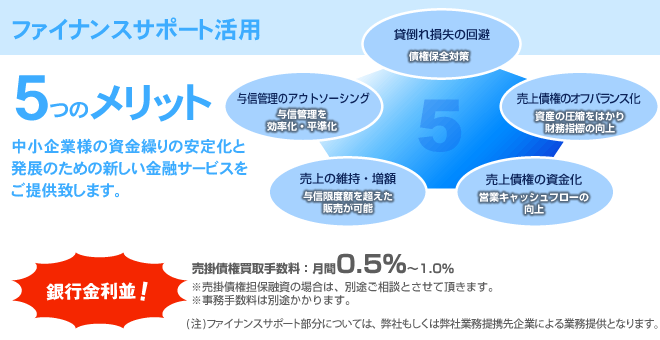 ファイナンスサポート活用
5つのメリット
中小企業様の資金繰りの安定化と
発展のための新しい金融サービスを
ご提供致します。
5
貸倒れ損失の回避
債権保全対策
与信管理のアウトソーシング
与信管理を
効率化・平準化
売上債権のオフバランス化
資産の圧縮をはかり
財務指標の向上
売上の維持・増額
与信限度額を超えた
販売が可能
売上債権の資金化
営業キャッシュフローの
向上
銀行金利並!
売掛債権買取手数料：月間0.5%～1.0%
※売掛債権担保融資の場合は、別途ご相談とさせて頂きます。
※事務手数料は別途かかります。
(注)ファイナンスサポート部分については、弊社もしくは弊社業務提携先企業による業務提供となります。